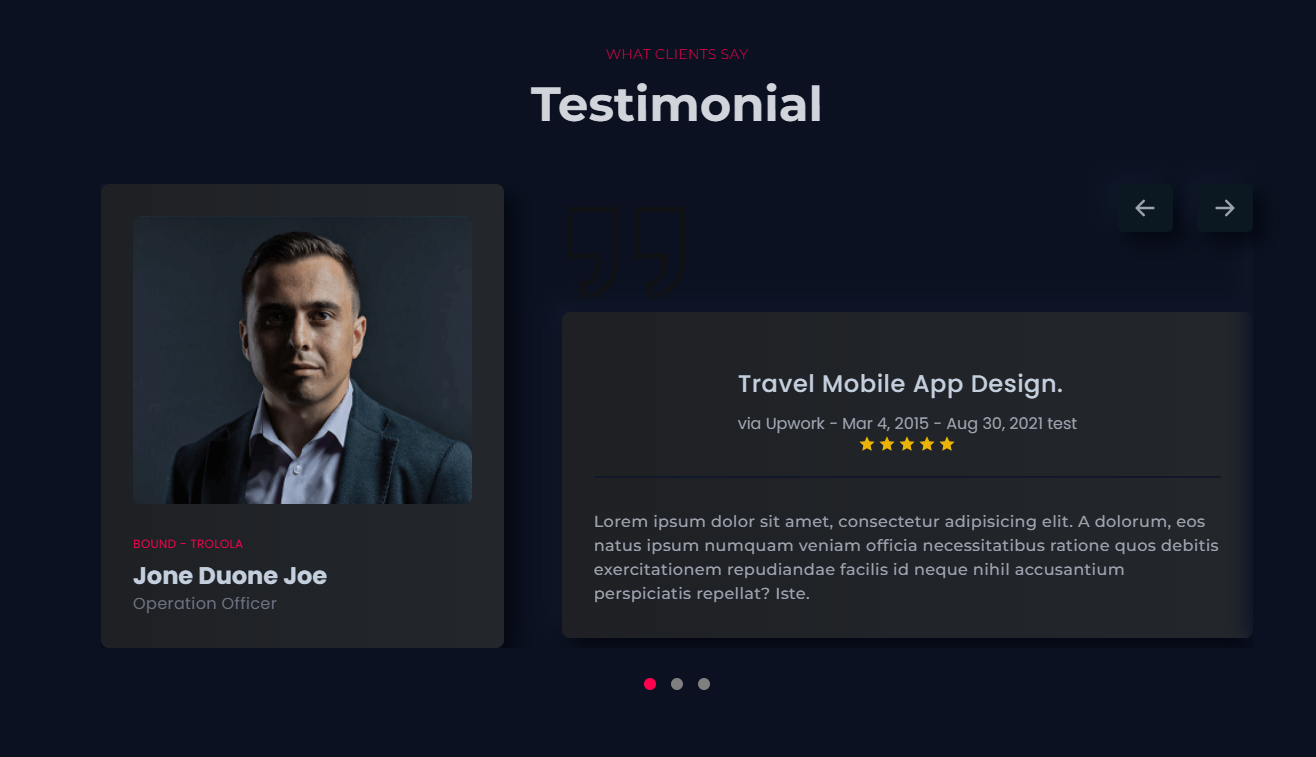 WHAT CLIENTS SAY
Testimonial
BOUND - TROLOLA
Jone Duone Joe
Operation Officer
Travel Mobile App Design.
via Upwork - Mar 4, 2015 - Aug 30, 2021 test
Lorem ipsum dolor sit amet, consectetur adipisicing elit. A dolorum, eos
natus ipsum numquam veniam officia necessitatibus ratione quos debitis
exercitationem repudiandae facilis id neque nihil accusantium
perspiciatis repellat? Iste.